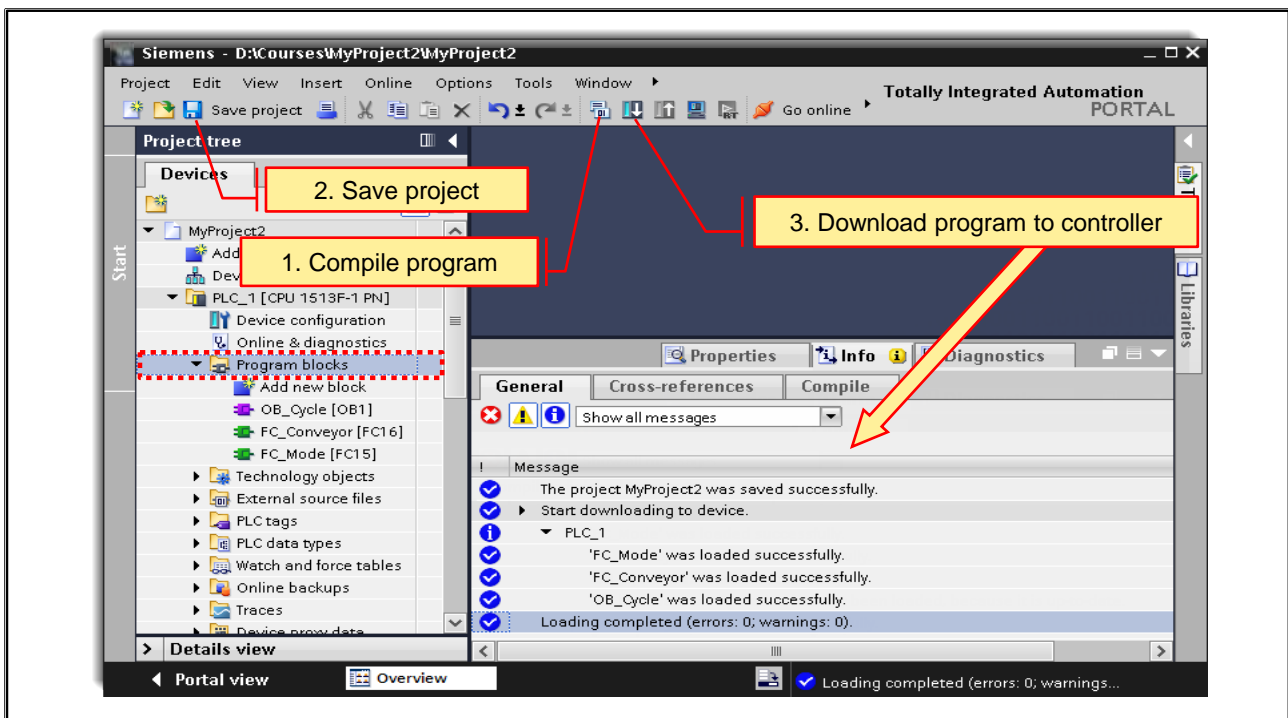 Siemens - D:\Courses\MyProject2\MyProject2
Project Edit View Insert Online Options Tools Window
Totally Integrated Automation
PORTAL
Save project
Go online
Project tree
Devices
2. Save project
3. Download program to controller
MyProject2
Add
1. Compile program
Dev
Start
PLC_1 [CPU 1513F-1 PN]
Device configuration
Online & diagnostics
Program blocks
Add new block
OB_Cycle [OB1]
FC_Conveyor [FC16]
FC_Mode [FC15]
Technology objects
External source files
PLC tags
PLC data types
Watch and force tables
Online backups
Traces
Device proxy data
Details view
Libraries
Properties Info Diagnostics
General Cross-references Compile
Show all messages
! Message
The project MyProject2 was saved successfully.
Start downloading to device.
PLC_1
'FC_Mode' was loaded successfully.
'FC_Conveyor' was loaded successfully.
'OB_Cycle' was loaded successfully.
Loading completed (errors: 0; warnings: 0).
Portal view Overview Loading completed (errors: 0; warnings...